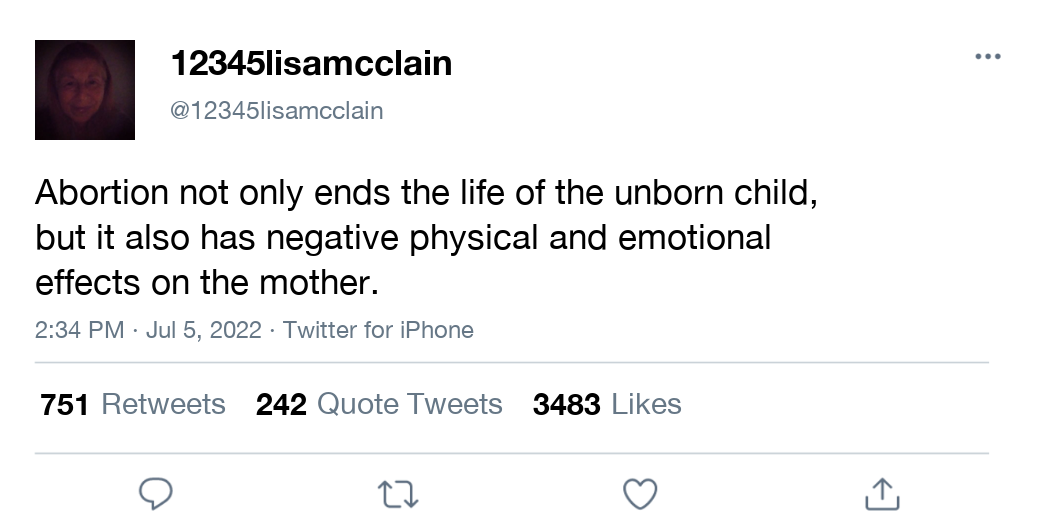 12345lisamcclain
@12345lisamcclain
Abortion not only ends the life of the unborn child,
but it also has negative physical and emotional
effects on the mother.
2:34 PM · Jul 5, 2022 · Twitter for iPhone
751 Retweets 242 Quote Tweets 3483 Likes